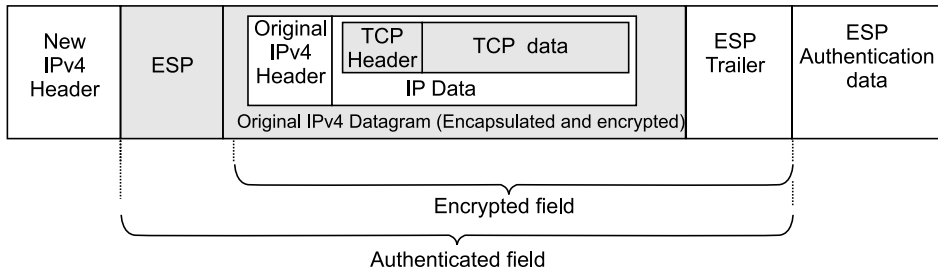 New
IPv4
Header
ESP
Original
IPv4
Header
TCP
Header
TCP data
IP Data
Original IPv4 Datagram (Encapsulated and encrypted)
ESP
Trailer
ESP
Authentication
data
Encrypted field
Authenticated field